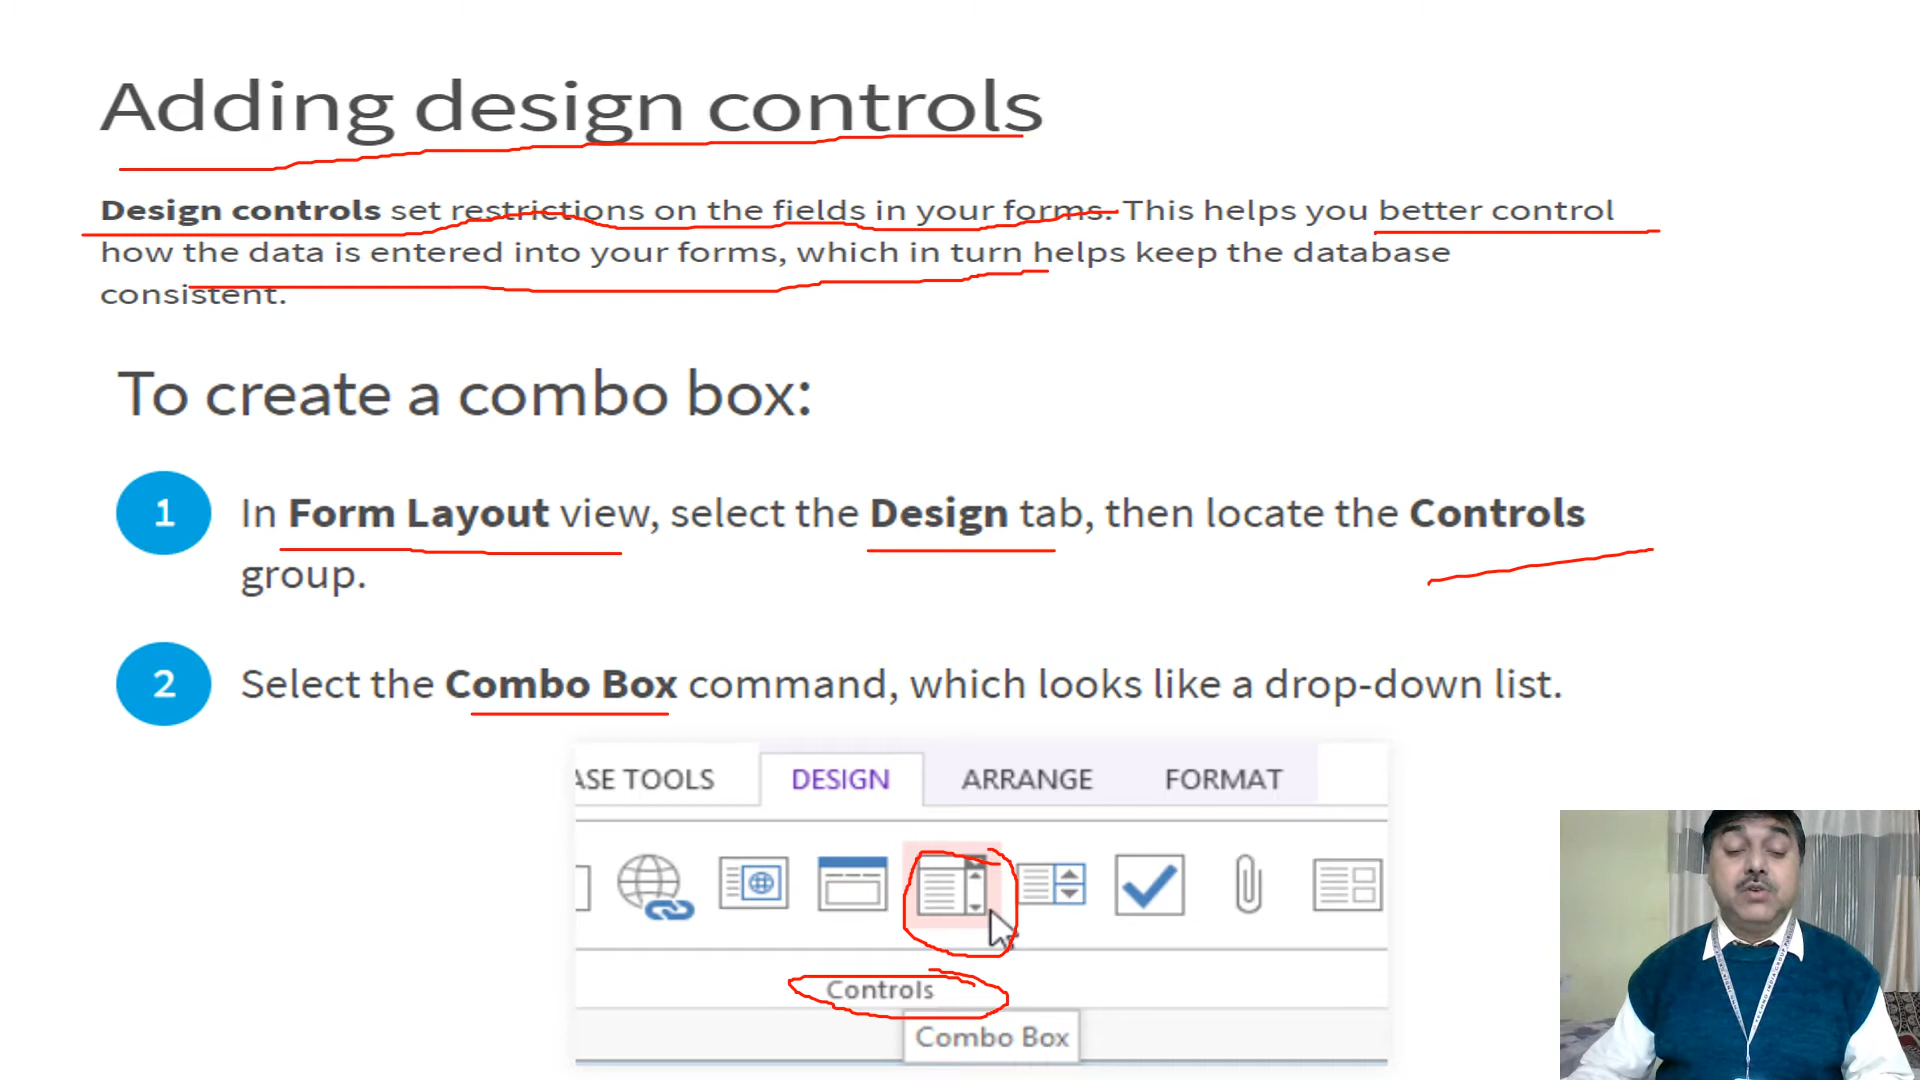 Adding design controls
Design controls set restrictions on the fields in your forms. This helps you better control
how the data is entered into your forms, which in turn helps keep the database
consistent.
To create a combo box:
1 In Form Layout view, select the Design tab, then locate the Controls
group.
2 Select the Combo Box command, which looks like a drop-down list.
ASE TOOLS DESIGN ARRANGE FORMAT
Controls
Combo Box